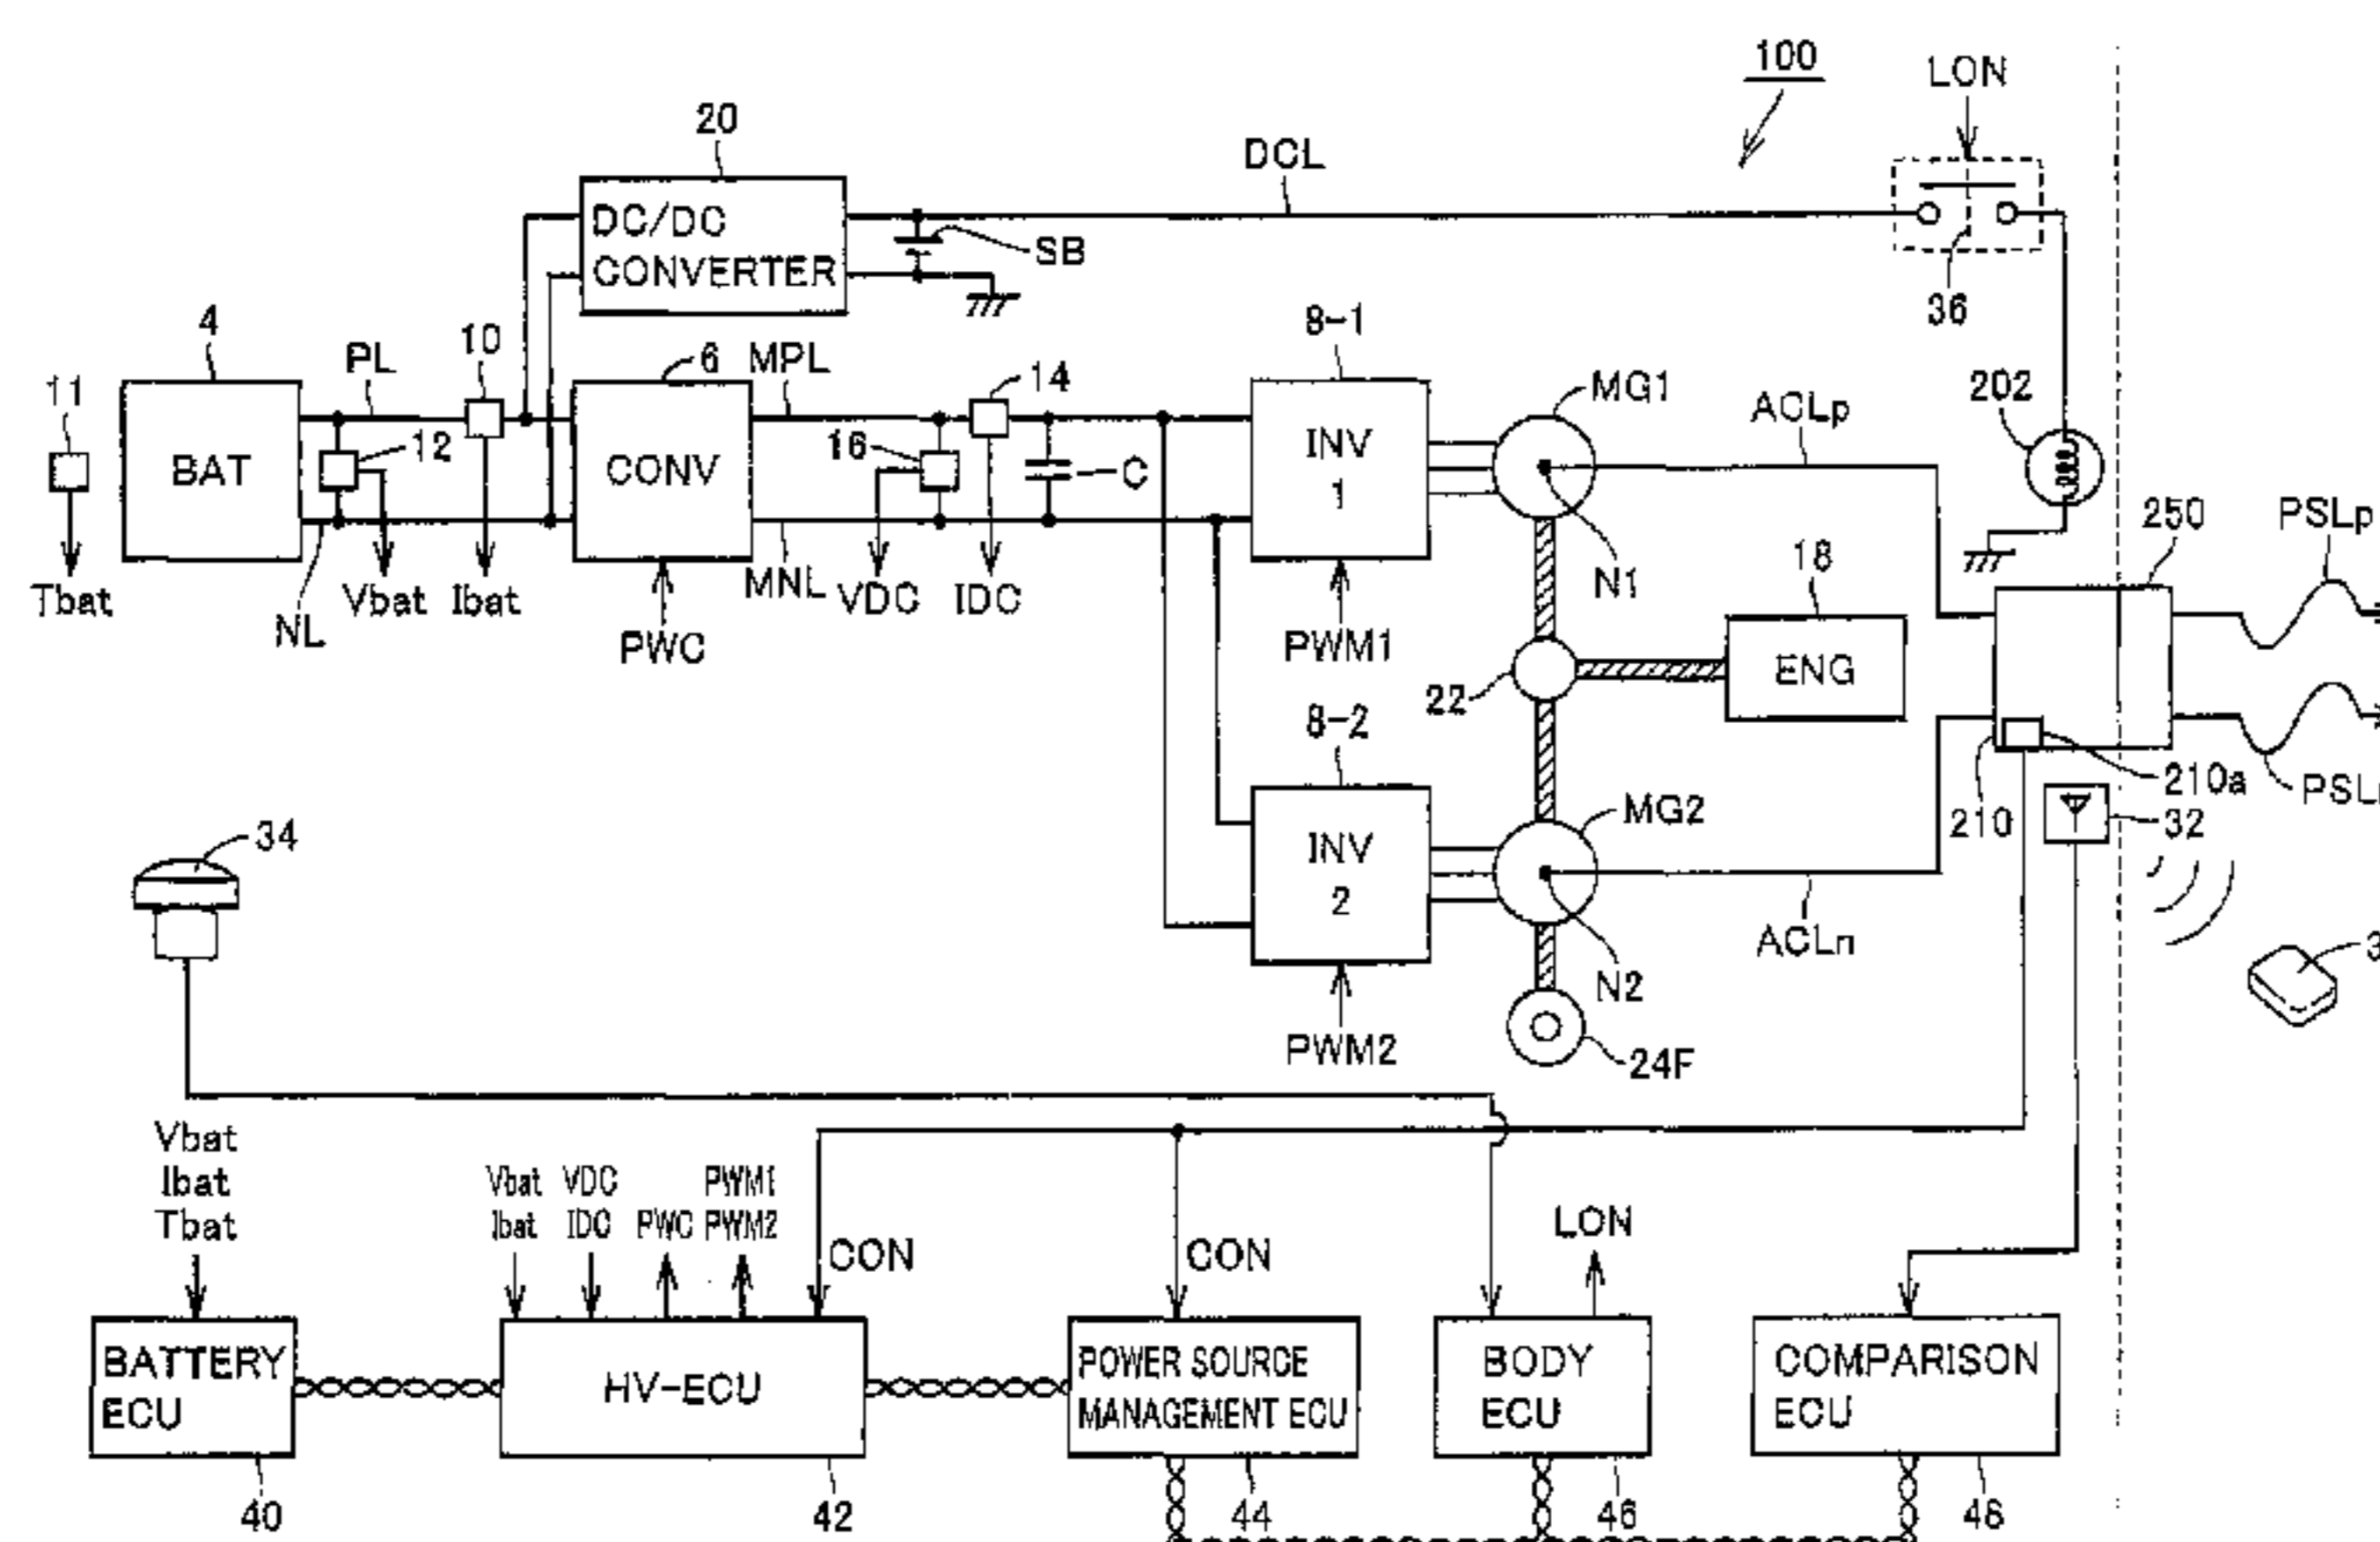 100
LON
20
DCL
DC/DC
CONVERTER
SB
36
4
PL
10
6
MPL
14
8-1
MG1
ACLp
202
11
12
16
C
BAT
CONV
INV
1
250
PSLp
Tbat
NL
Vbat
Ibat
PWC
MNL
VDC
IDC
PWM1
N1
18
ENG
22
8-2
MG2
210
210a
32
34
INV
2
ACLn
N2
PWM2
24F
Vbat
Ibat
Tbat
Vbat
Ibat
VDC
IDC
PWC
PWM1
PWM2
CON
CON
LON
BATTERY
ECU
HV-ECU
POWER SOURCE
MANAGEMENT ECU
BODY
ECU
COMPARISON
ECU
40
42
44
46
48